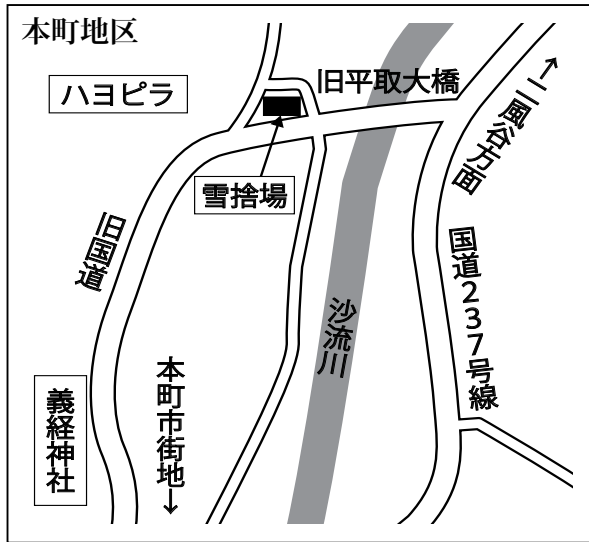 本町地区
ハヨピラ
旧平取大橋
↑二風谷方面
雪捨場
旧国道
国道237号線
沙流川
本町市街地↓
義経神社